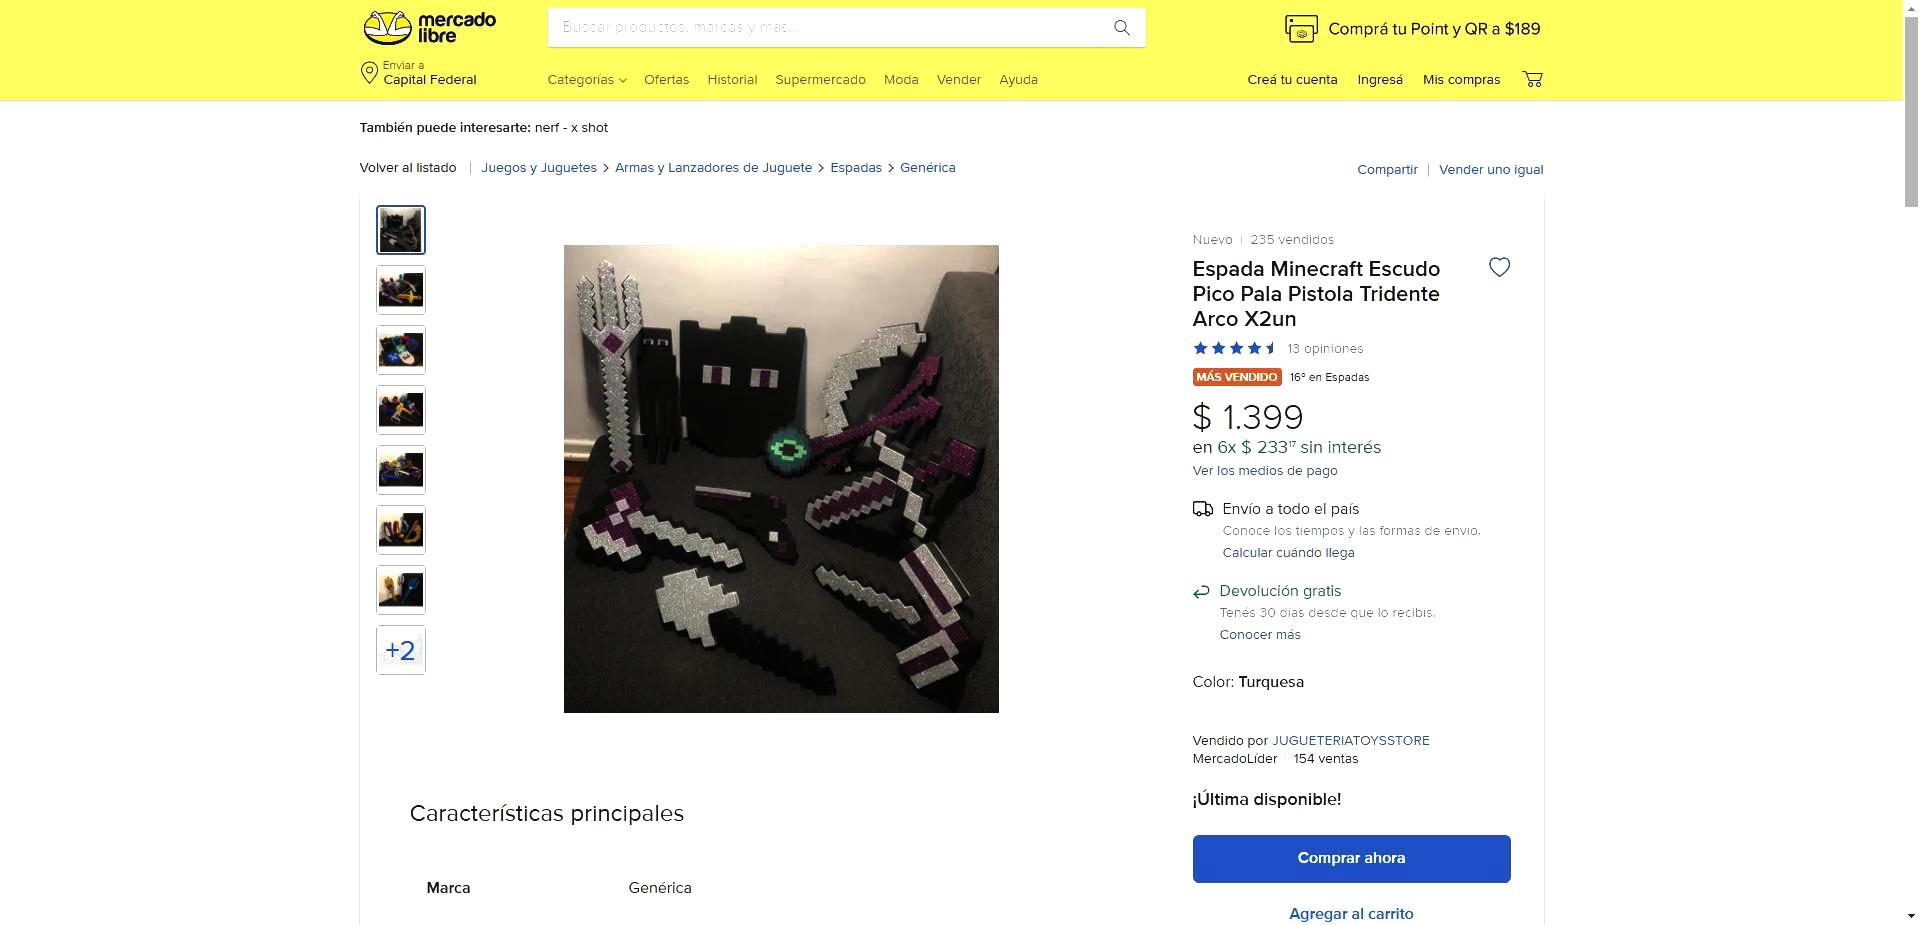 mercado
libre
Buscar productos, marcas y más...
Comprá tu Point y QR a $189
Enviar a
Capital Federal
Categorías Ofertas Historial Supermercado Moda Vender Ayuda
Creá tu cuenta Ingresá Mis compras
También puede interesarte: nerf - x shot
Volver al listado | Juegos y Juguetes > Armas y Lanzadores de Juguete > Espadas > Genérica
Compartir | Vender uno igual
+2
Nuevo | 235 vendidos
Espada Minecraft Escudo
Pico Pala Pistola Tridente
Arco X2un
13 opiniones
MÁS VENDIDO 16º en Espadas
$ 1.399
en 6x $ 233¹⁷ sin interés
Ver los medios de pago
Envío a todo el país
Conoce los tiempos y las formas de envío.
Calcular cuándo llega
Devolución gratis
Tenés 30 días desde que lo recibís.
Conocer más
Color: Turquesa
Vendido por JUGUETERIATOYSSTORE
MercadoLíder | 154 ventas
¡Última disponible!
Comprar ahora
Agregar al carrito
Características principales
Marca Genérica